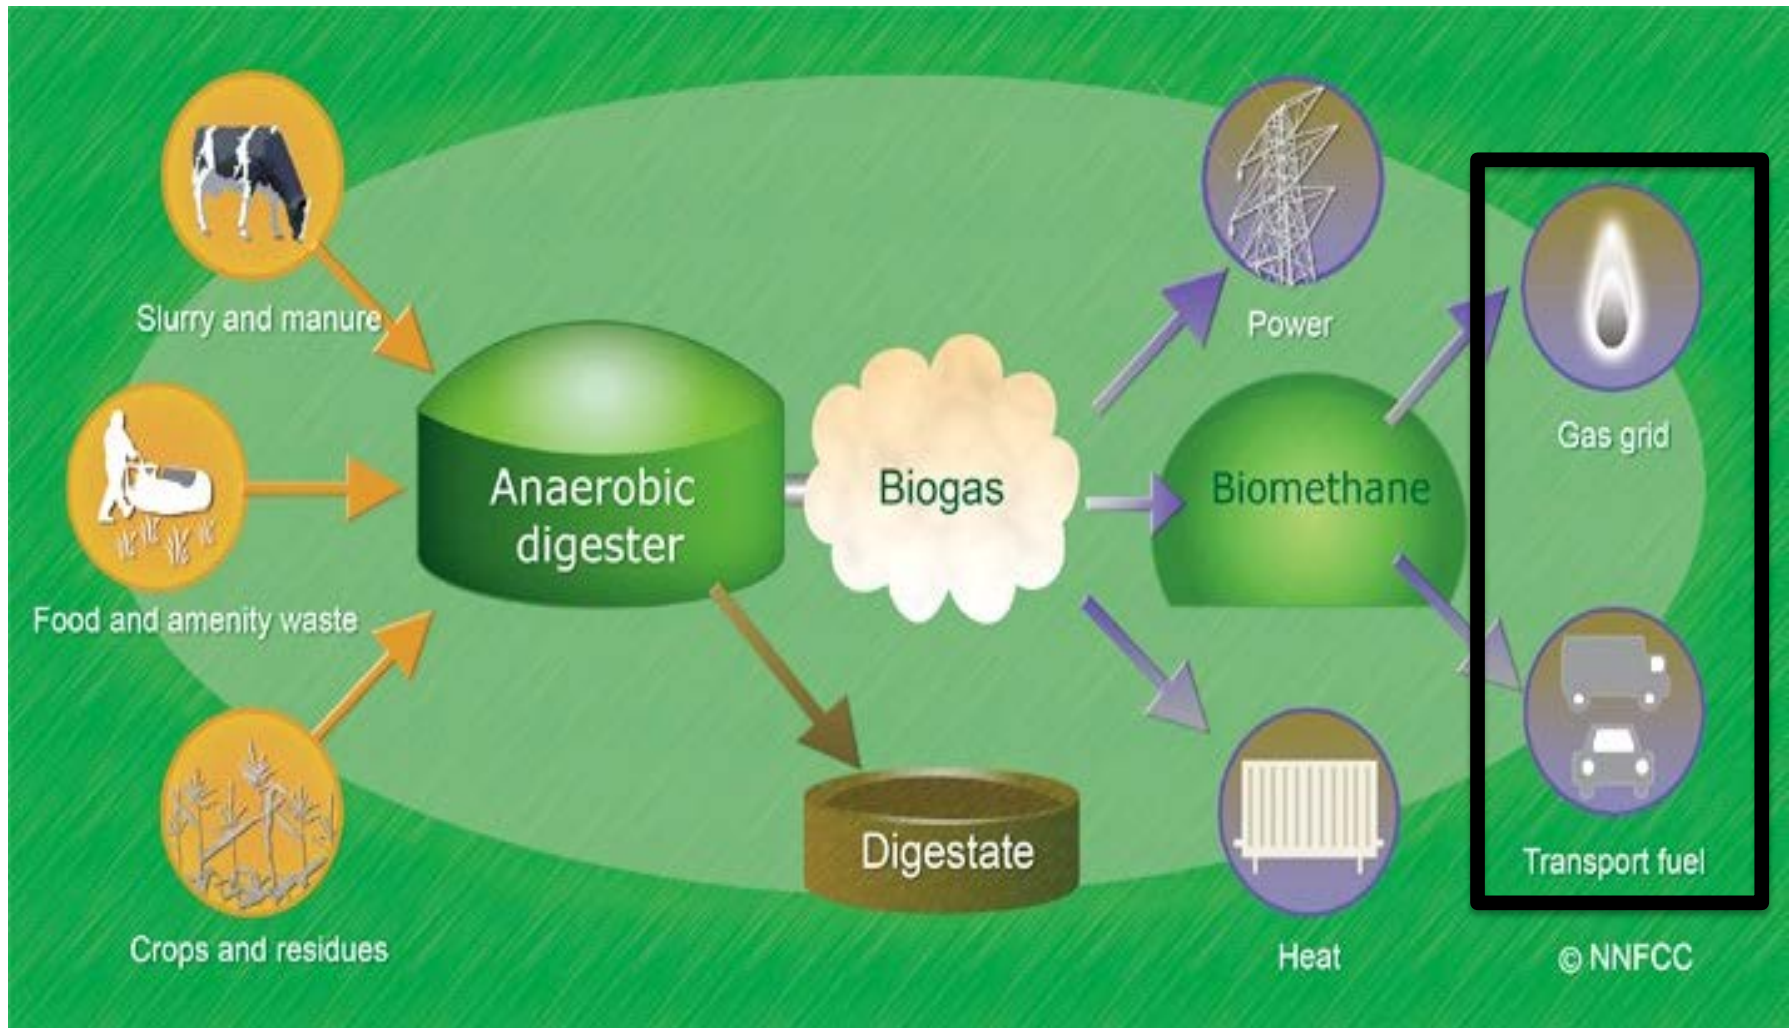 Slurry and manure
Food and amenity waste
Crops and residues
Anaerobic
digester
Biogas
Digestate
Power
Biomethane
Heat
Gas grid
Transport fuel
© NNFCC